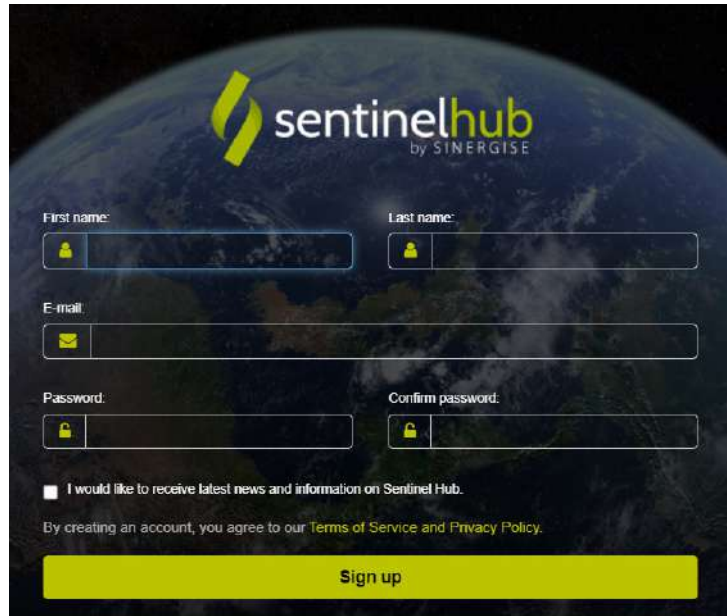 sentinelhub
by SINERGISE
First name: Last name:
E-mail:
Password: Confirm password:
I would like to receive latest news and information on Sentinel Hub.
By creating an account, you agree to our Terms of Service and Privacy Policy.
Sign up